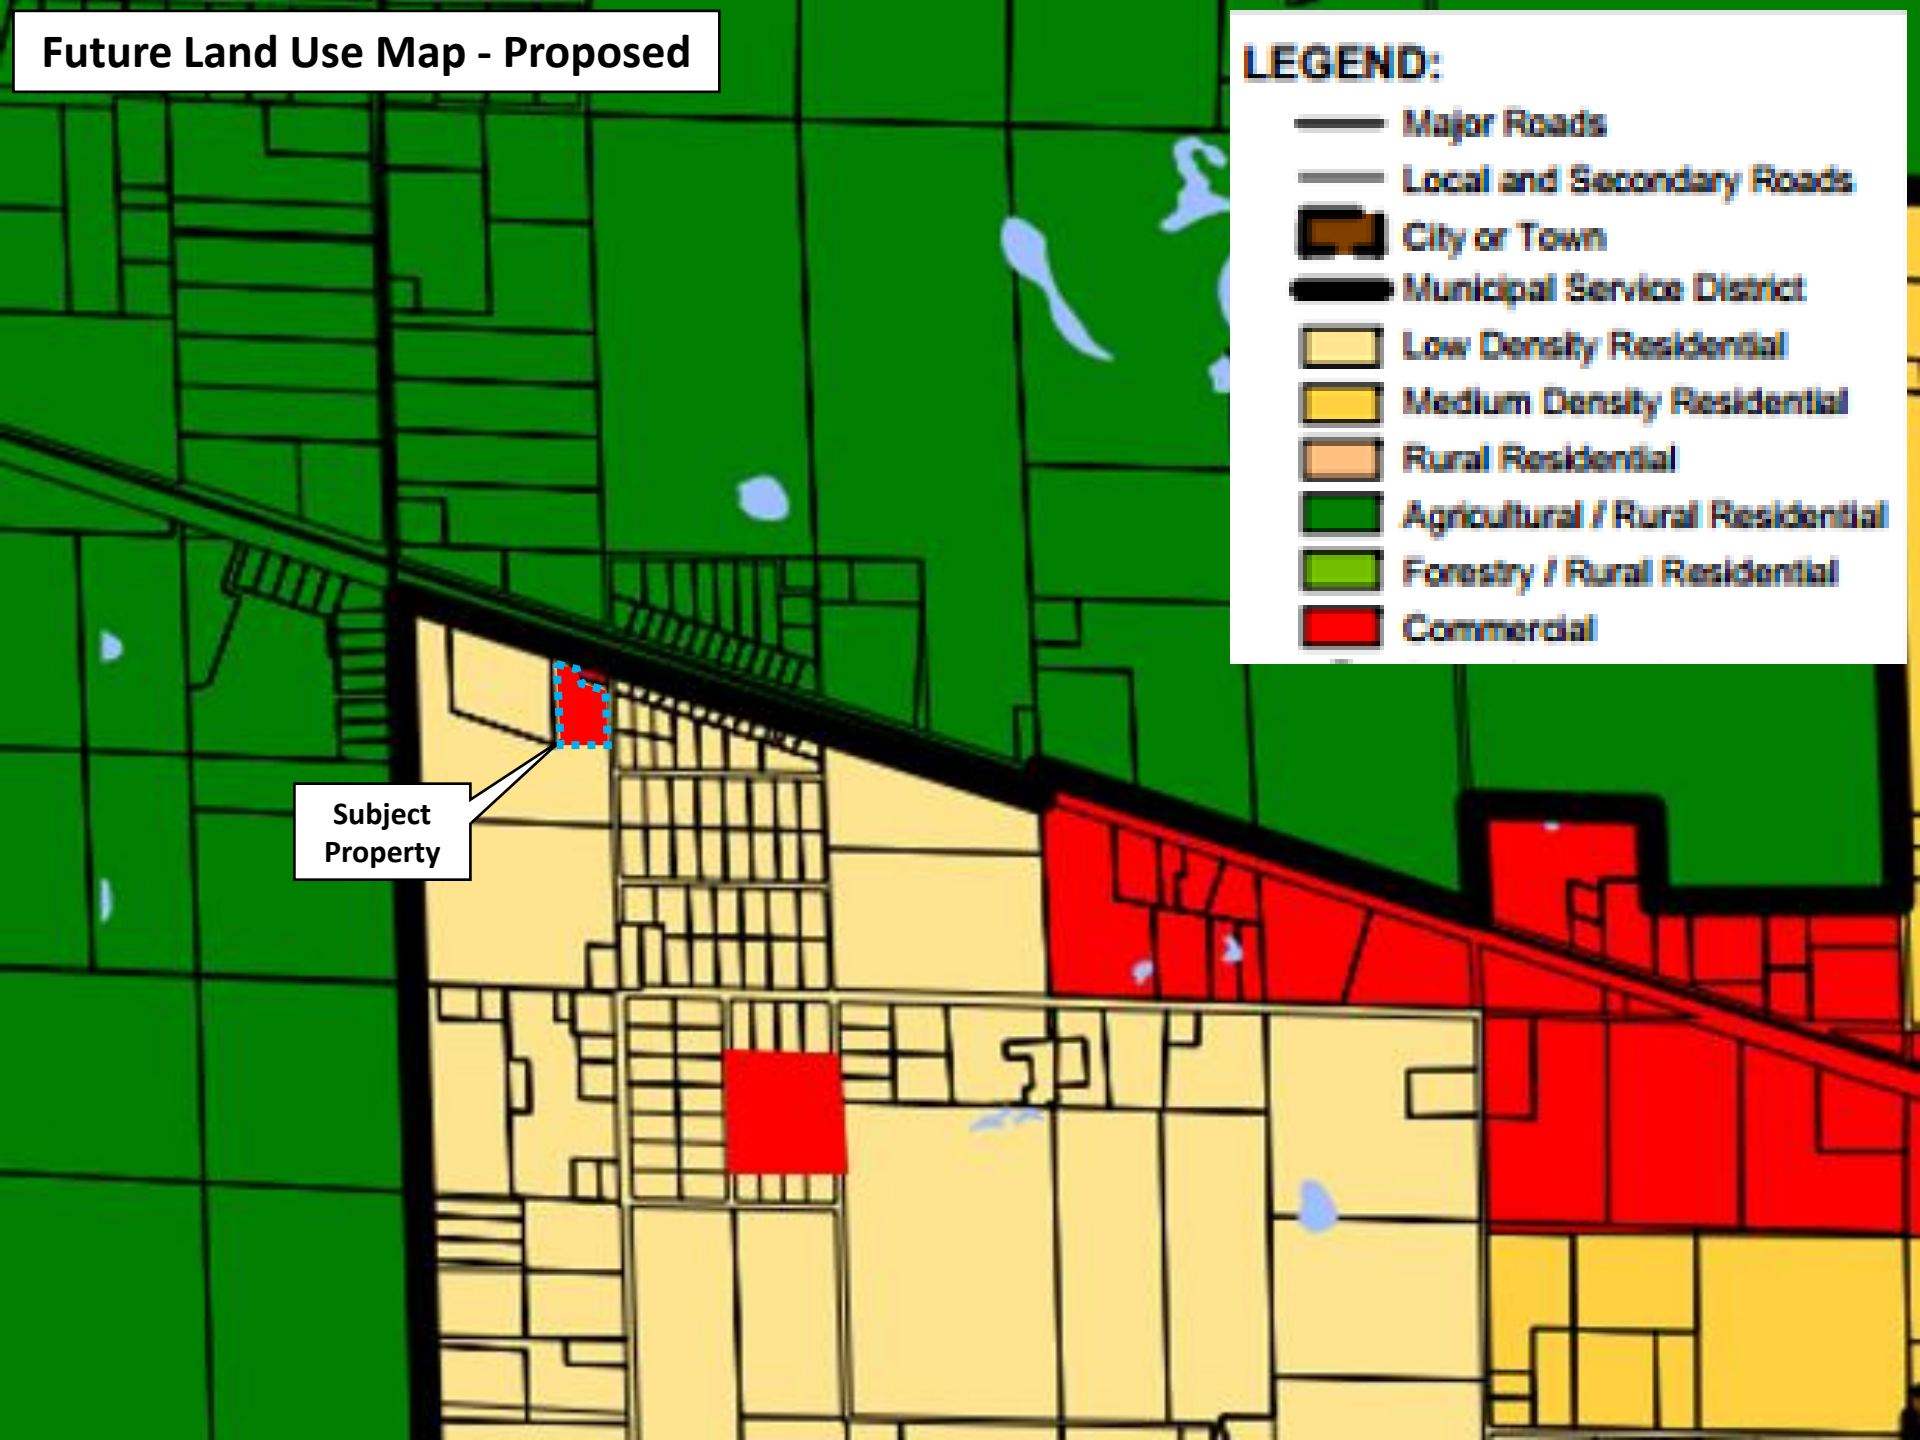 Future Land Use Map - Proposed
LEGEND:
Major Roads
Local and Secondary Roads
City or Town
Municipal Service District
Low Density Residential
Medium Density Residential
Rural Residential
Agricultural / Rural Residential
Forestry / Rural Residential
Commercial
Subject
Property